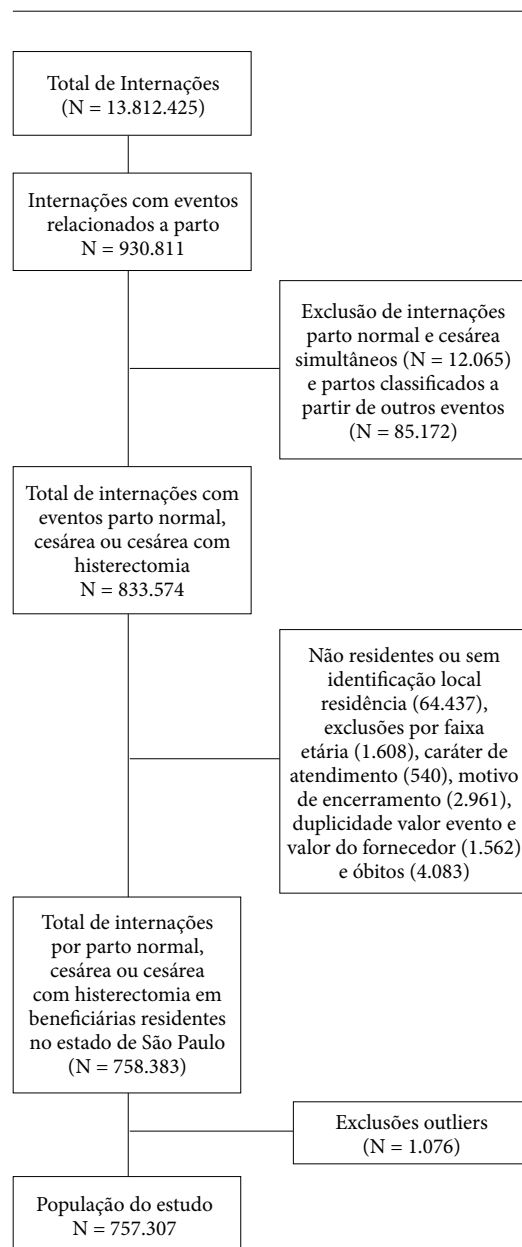 Total de Internações
(N = 13.812.425)
Internações com eventos
relacionados a parto
N = 930.811
Exclusão de internações
parto normal e cesárea
simultâneos (N = 12.065)
e partos classificados a
partir de outros eventos
(N = 85.172)
Total de internações com
eventos parto normal,
cesárea ou cesárea com
histerectomia
N = 833.574
Não residentes ou sem
identificação local
residência (64.437),
exclusões por faixa
etária (1.608), caráter de
atendimento (540), motivo
de encerramento (2.961),
duplicidade valor evento e
valor do fornecedor (1.562)
e óbitos (4.083)
Total de internações
por parto normal,
cesárea ou cesárea
com histerectomia em
beneficiárias residentes
no estado de São Paulo
(N = 758.383)
Exclusões outliers
(N = 1.076)
População do estudo
N = 757.307